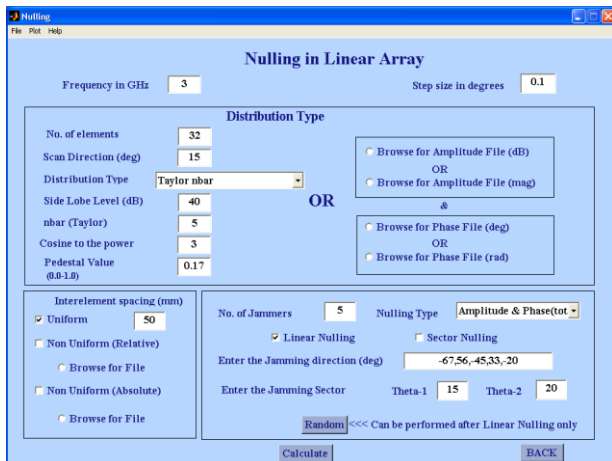 Nulling
File Plot Help
Nulling in Linear Array
Frequency in GHz 3 Step size in degrees 0.1
Distribution Type
No. of elements 32
Scan Direction (deg) 15
Distribution Type Taylor nbar
Side Lobe Level (dB) 40
nbar (Taylor) 5
Cosine to the power 3
Pedestal Value 0.17
(0.0-1.0)
OR
Browse for Amplitude File (dB)
OR
Browse for Amplitude File (mag)
&
Browse for Phase File (deg)
OR
Browse for Phase File (rad)
Interelement spacing (mm)
Uniform 50
Non Uniform (Relative)
Browse for File
Non Uniform (Absolute)
Browse for File
No. of Jammers 5 Nulling Type Amplitude & Phase(tot
Linear Nulling Sector Nulling
Enter the Jamming direction (deg) -67,56,-45,33,-20
Enter the Jamming Sector Theta-1 15 Theta-2 20
Random <<< Can be performed after Linear Nulling only
Calculate BACK